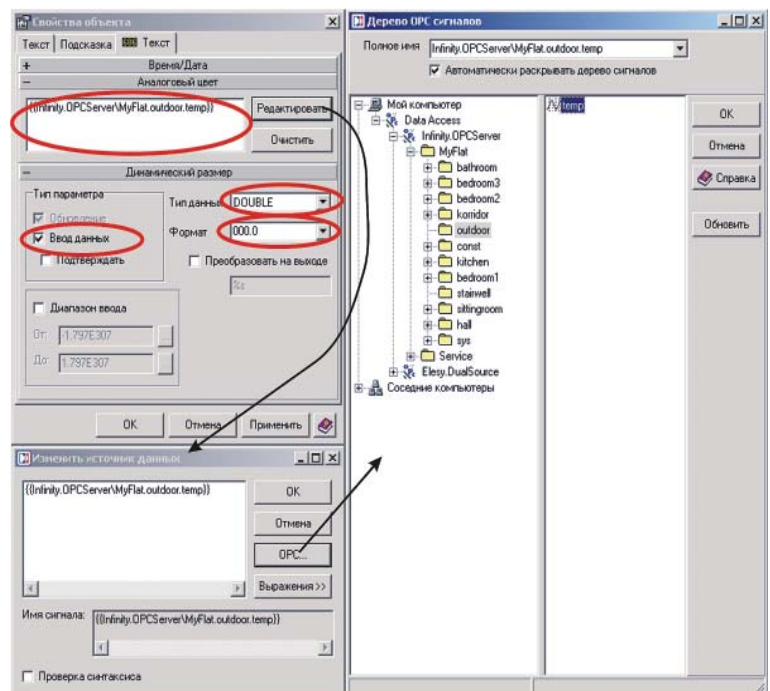 Свойства объекта
Текст Подсказка Текст
+ Время/Дата
− Аналоговый цвет
{{Infinity.OPCServer\MyFlat.outdoor.temp}}
Редактировать
Очистить
− Динамический размер
Тип параметра
Обновление
Ввод данных
Подтверждать
Тип данных DOUBLE
Формат 000.0
Преобразовать на выходе
%s
Диапазон ввода
От: -1.797E307 ...
До: 1.797E307 ...
ОК Отмена Применить
Изменить источник данных
{{Infinity.OPCServer\MyFlat.outdoor.temp}}
ОК
Отмена
OPC...
Выражения>>
Имя сигнала: {{Infinity.OPCServer\MyFlat.outdoor.temp}}
Проверка синтаксиса
Дерево OPC сигналов
Полное имя Infinity.OPCServer\MyFlat.outdoor.temp
Автоматически раскрывать дерево сигналов
Мой компьютер
Data Access
Infinity.OPCServer
MyFlat
bathroom
bedroom3
bedroom2
korridor
outdoor
const
kitchen
bedroom1
stairwell
sittingroom
hall
sys
Service
Elesy.DualSource
Соседние компьютеры
temp
ОК
Отмена
Справка
Обновить